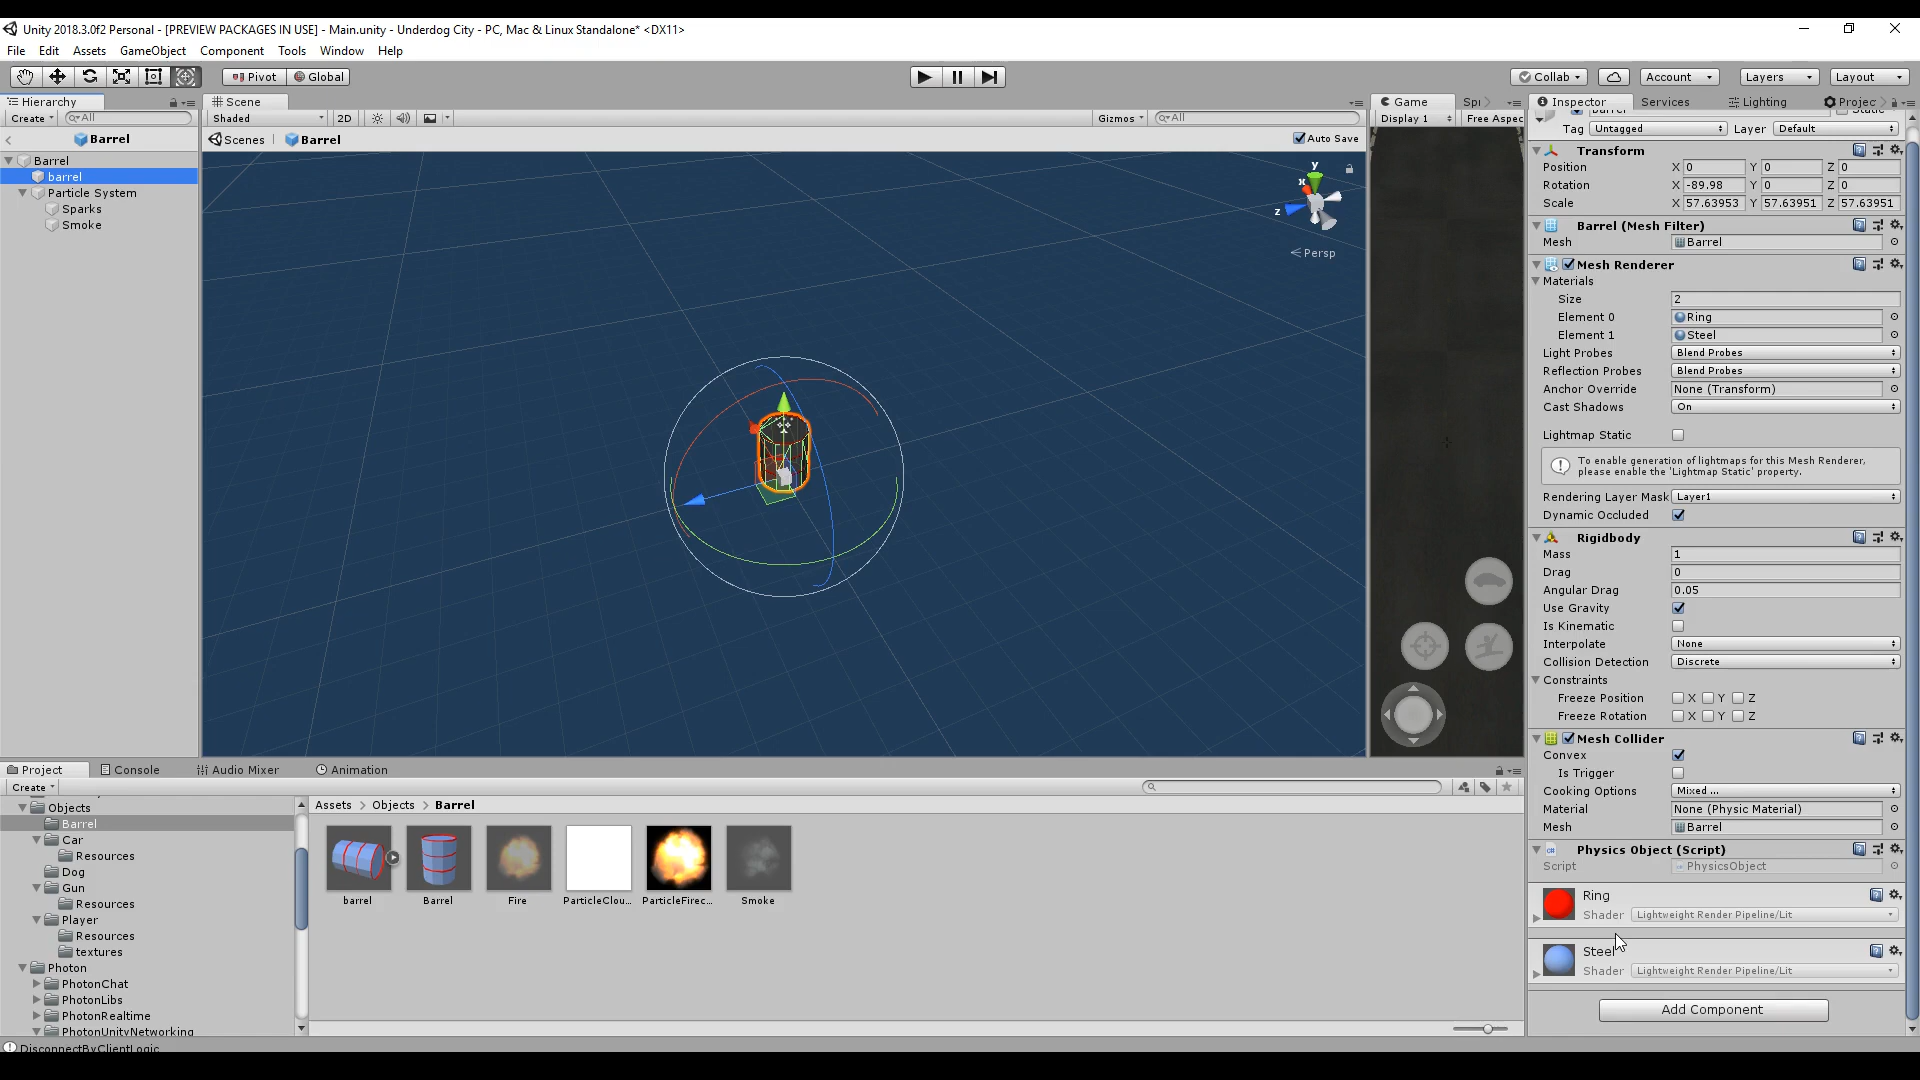 Unity 2018.3.0f2 Personal - [PREVIEW PACKAGES IN USE] - Main.unity - Underdog City - PC, Mac & Linux Standalone* <DX11>
File Edit Assets GameObject Component Tools Window Help
Pivot Global Collab Account Layers Layout
Hierarchy
Create All
Barrel
Barrel
barrel
Particle System
Sparks
Smoke
Scene
Shaded 2D Gizmos All
Scenes Barrel Auto Save
y
x
z
Persp
Game
Display 1 Free Aspec
Inspector Services Lighting Projec
Tag Untagged Layer Default
Transform
Position X 0 Y 0 Z 0
Rotation X -89.98 Y 0 Z 0
Scale X 57.63953 Y 57.63951 Z 57.63951
Barrel (Mesh Filter)
Mesh Barrel
Mesh Renderer
Materials
Size 2
Element 0 Ring
Element 1 Steel
Light Probes Blend Probes
Reflection Probes Blend Probes
Anchor Override None (Transform)
Cast Shadows On
Lightmap Static
To enable generation of lightmaps for this Mesh Renderer,
please enable the 'Lightmap Static' property.
Rendering Layer Mask Layer1
Dynamic Occluded
Rigidbody
Mass 1
Drag 0
Angular Drag 0.05
Use Gravity
Is Kinematic
Interpolate None
Collision Detection Discrete
Constraints
Freeze Position X Y Z
Freeze Rotation X Y Z
Mesh Collider
Convex
Is Trigger
Cooking Options Mixed ...
Material None (Physic Material)
Mesh Barrel
Physics Object (Script)
Script PhysicsObject
Ring
Shader Lightweight Render Pipeline/Lit
Steel
Shader Lightweight Render Pipeline/Lit
Add Component
Project Console Audio Mixer Animation
Create
Objects
Barrel
Car
Resources
Dog
Gun
Resources
Player
Resources
textures
Photon
PhotonChat
PhotonLibs
PhotonRealtime
PhotonUnityNetworking
Assets > Objects > Barrel
barrel Barrel Fire ParticleClou... ParticleFirec... Smoke
DisconnectByClientLogic